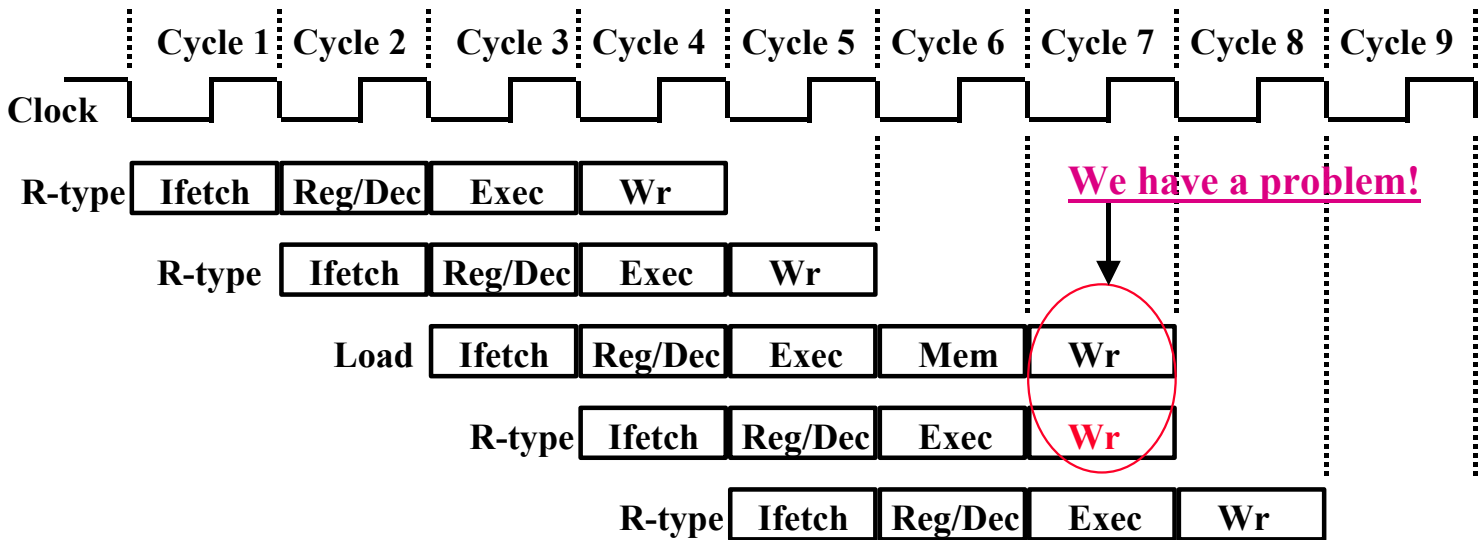 Cycle 1 Cycle 2 Cycle 3 Cycle 4 Cycle 5 Cycle 6 Cycle 7 Cycle 8 Cycle 9
Clock
We have a problem!
R-type Ifetch Reg/Dec Exec Wr
R-type Ifetch Reg/Dec Exec Wr
Load Ifetch Reg/Dec Exec Mem Wr
R-type Ifetch Reg/Dec Exec Wr
R-type Ifetch Reg/Dec Exec Wr